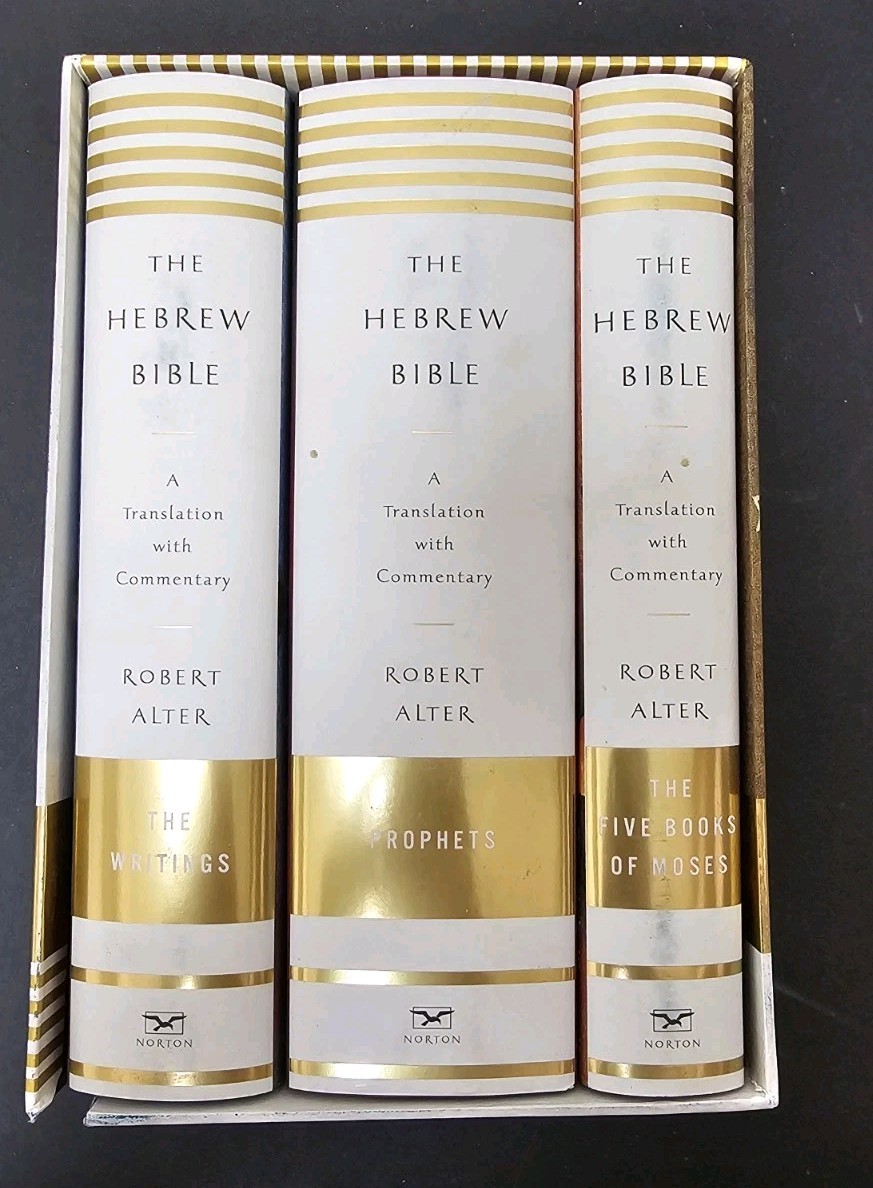 THE
HEBREW
BIBLE
A
Translation
with
Commentary
ROBERT
ALTER
THE
WRITINGS
NORTON
THE
HEBREW
BIBLE
A
Translation
with
Commentary
ROBERT
ALTER
PROPHETS
NORTON
THE
HEBREW
BIBLE
A
Translation
with
Commentary
ROBERT
ALTER
THE
FIVE BOOKS
OF MOSES
NORTON